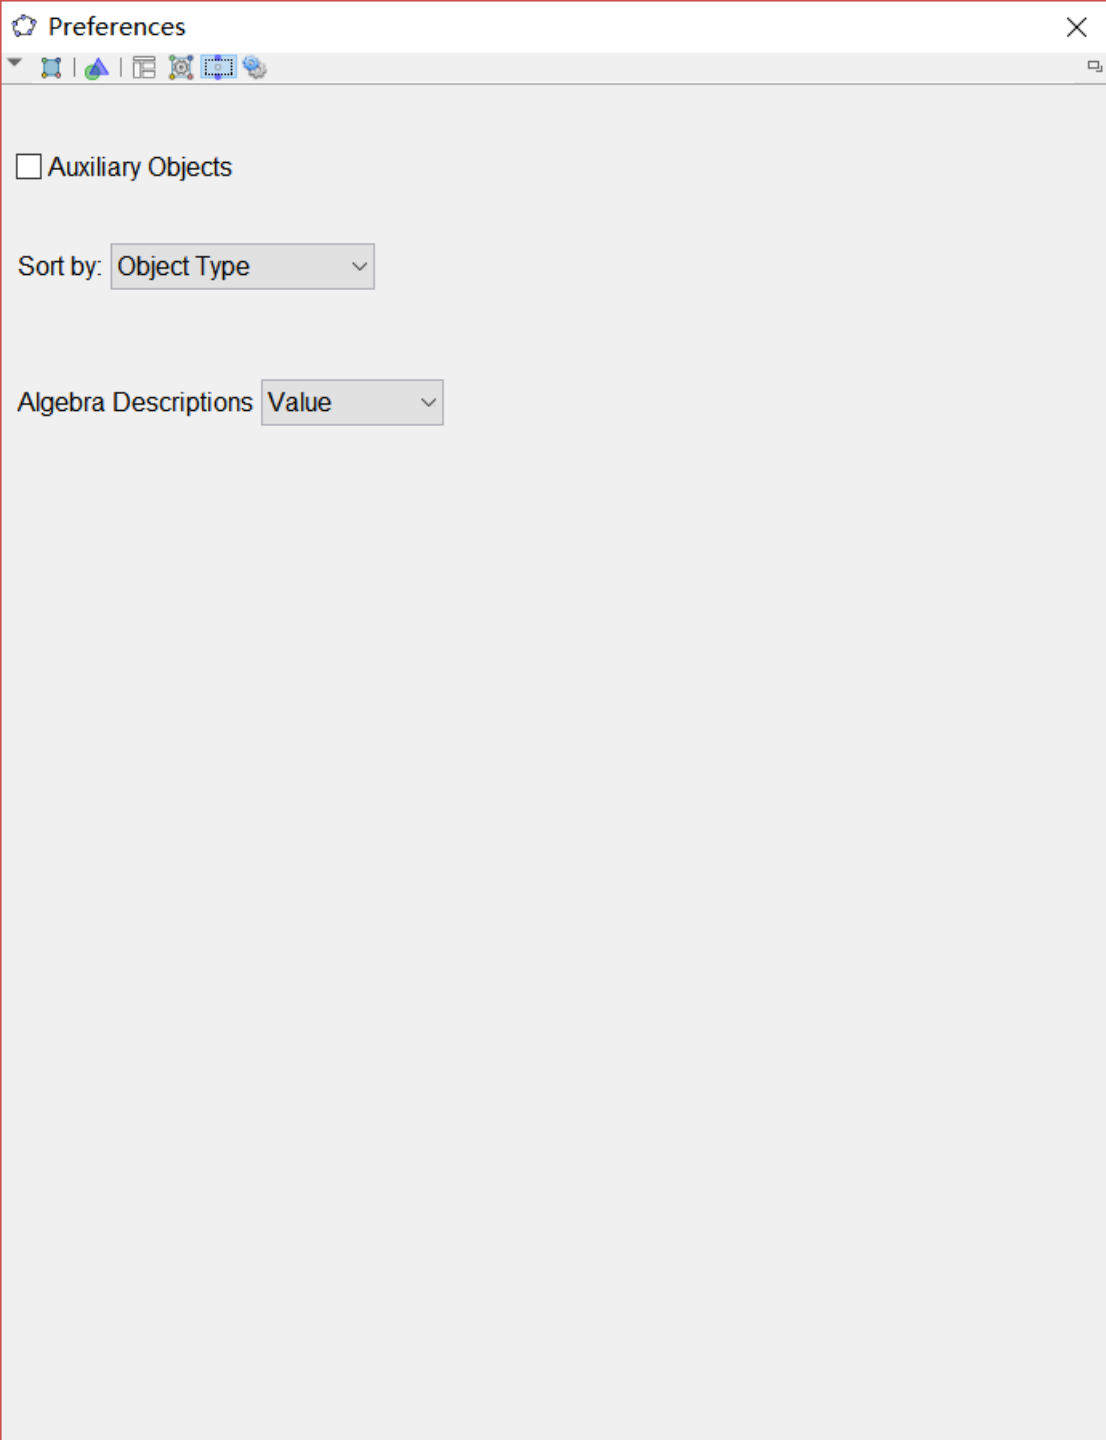 Preferences
Auxiliary Objects
Sort by: Object Type
Algebra Descriptions Value